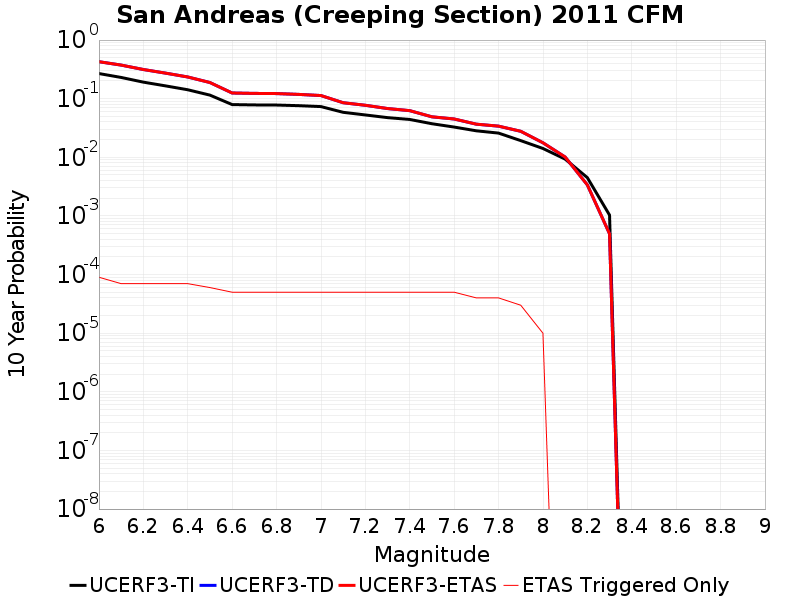 San Andreas (Creeping Section) 2011 CFM
10 Year Probability
10^0
10^-1
10^-2
10^-3
10^-4
10^-5
10^-6
10^-7
10^-8
6 6.2 6.4 6.6 6.8 7 7.2 7.4 7.6 7.8 8 8.2 8.4 8.6 8.8 9
Magnitude
UCERF3-TI UCERF3-TD UCERF3-ETAS ETAS Triggered Only